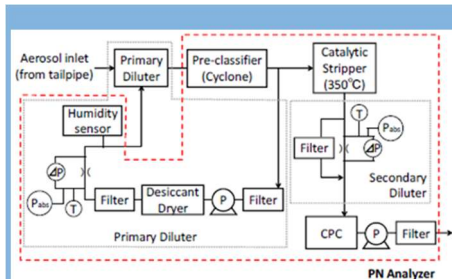 Aerosol inlet
(from tailpipe)
Primary
Diluter
Pre-classifier
(Cyclone)
Catalytic
Stripper
(350°C)
Humidity
sensor
T
Pabs
ΔP
Filter
ΔP
Secondary
Diluter
Pabs
T
Filter
Desiccant
Dryer
P
Filter
Primary Diluter
CPC
P
Filter
PN Analyzer